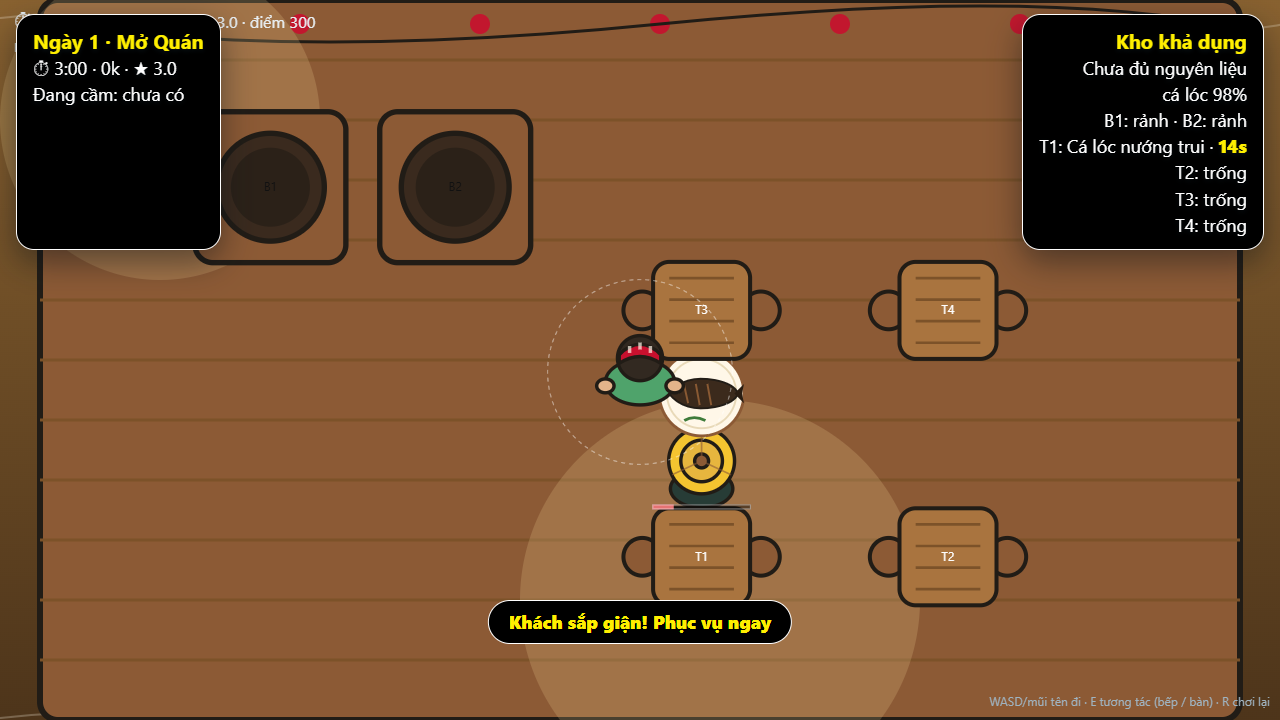 3.0 · điểm 300
Ngày 1 · Mở Quán
⏱ 3:00 · 0k · ★ 3.0
Đang cầm: chưa có
Kho khả dụng
Chưa đủ nguyên liệu
cá lóc 98%
B1: rảnh · B2: rảnh
T1: Cá lóc nướng trui · 14s
T2: trống
T3: trống
T4: trống
B1
B2
T3
T4
T1
T2
Khách sắp giận! Phục vụ ngay
WASD/mũi tên đi · E tương tác (bếp / bàn) · R chơi lại